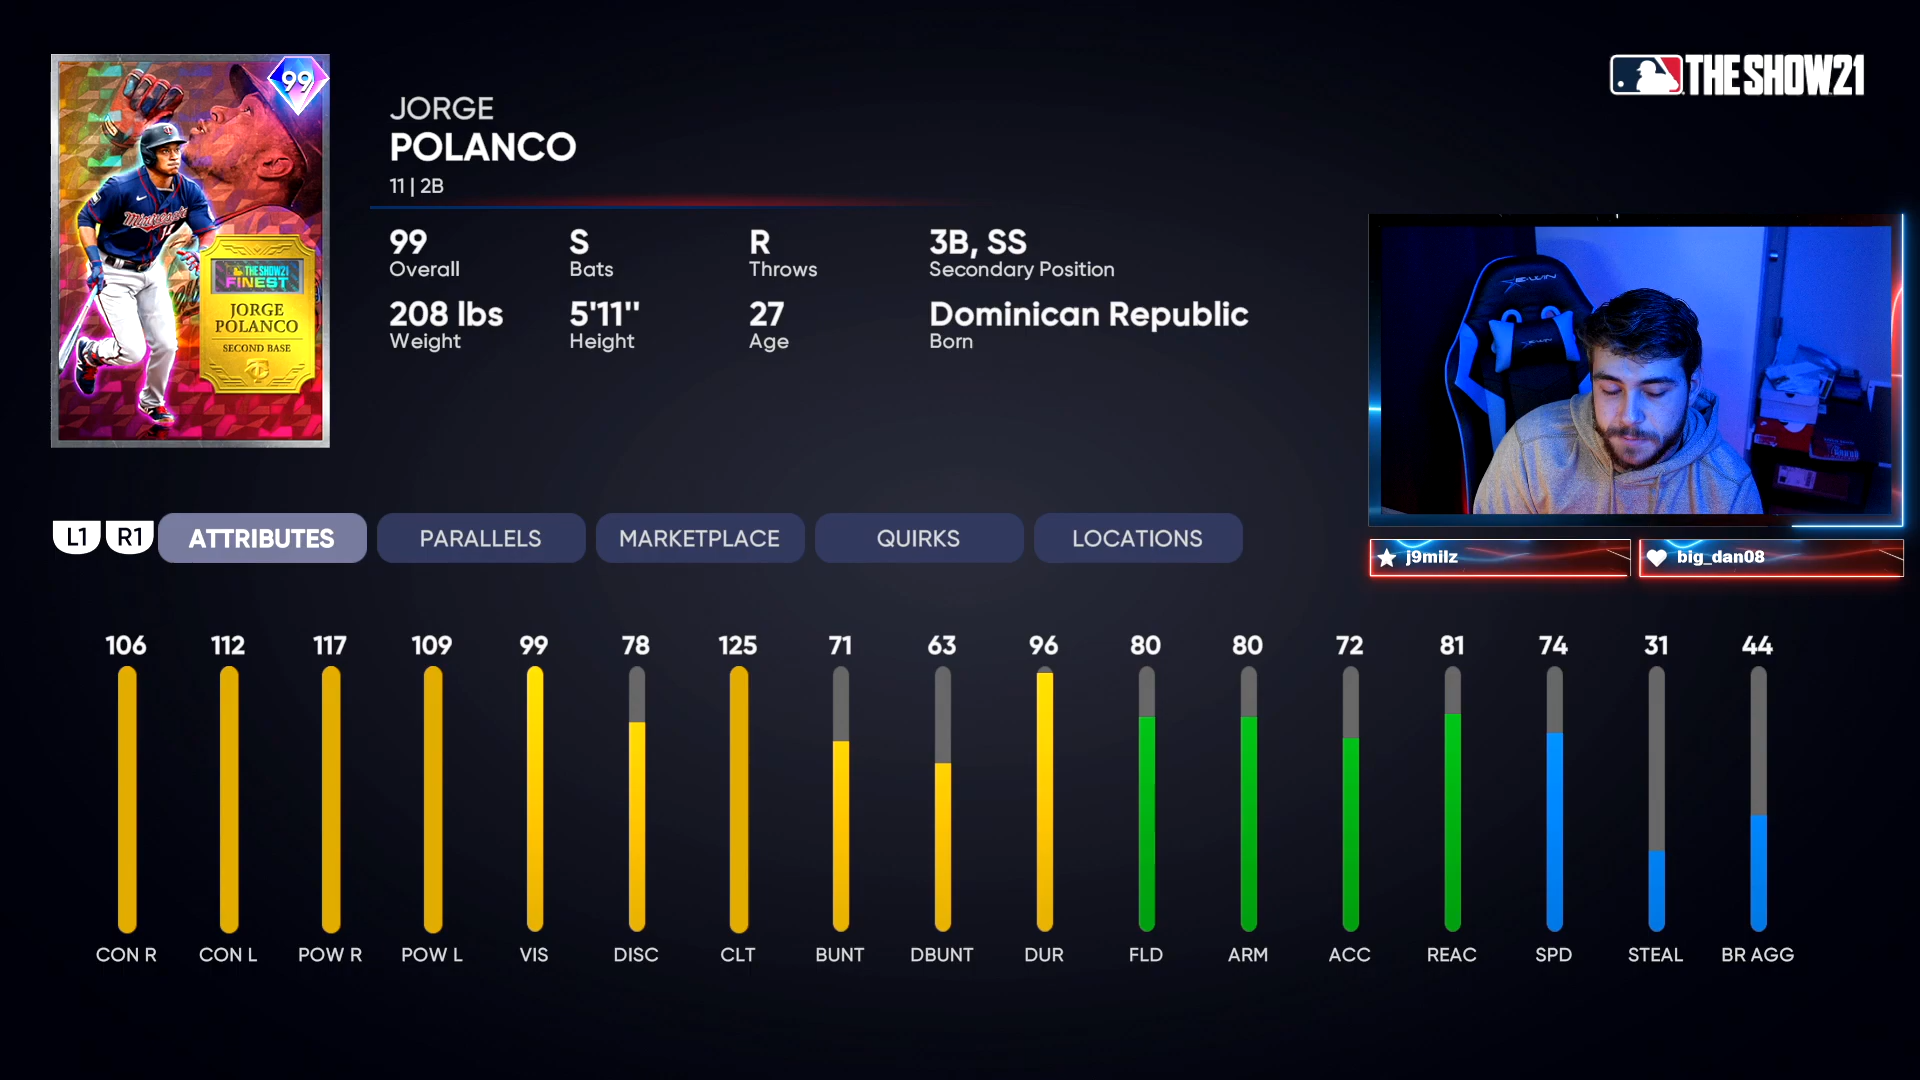 99
THE SHOW 21
JORGE
POLANCO
11 | 2B
99
Overall
S
Bats
R
Throws
3B, SS
Secondary Position
208 lbs
Weight
5'11"
Height
27
Age
Dominican Republic
Born
Minnesota
THE SHOW 21
FINEST
JORGE
POLANCO
SECOND BASE
E-WIN
j9milz
big_dan08
L1
R1
ATTRIBUTES
PARALLELS
MARKETPLACE
QUIRKS
LOCATIONS
106 112 117 109 99 78 125 71 63 96 80 80 72 81 74 31 44
CON R CON L POW R POW L VIS DISC CLT BUNT DBUNT DUR FLD ARM ACC REAC SPD STEAL BR AGG